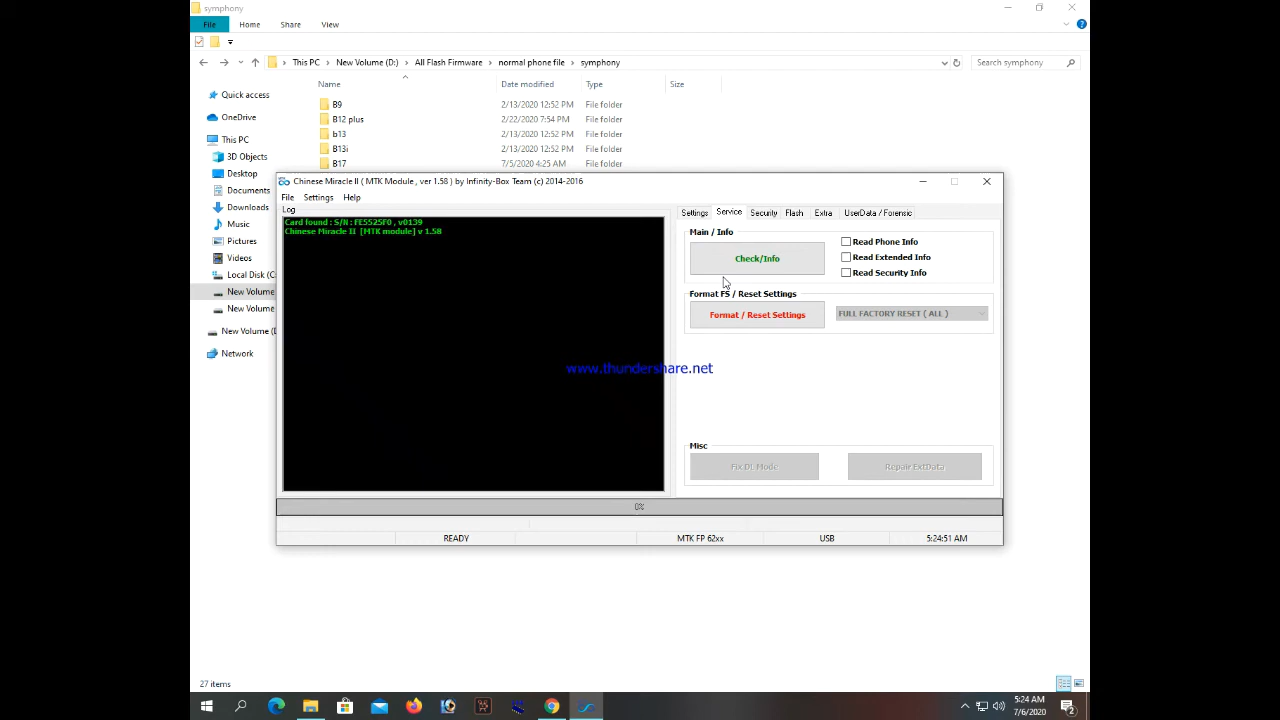 symphony
File Home Share View
This PC > New Volume (D:) > All Flash Firmware > normal phone file > symphony
Search symphony
Name Date modified Type Size
Quick access
OneDrive
This PC
3D Objects
Desktop
Documents
Downloads
Music
Pictures
Videos
Local Disk (C
New Volume
New Volume
New Volume (D
Network
B9 2/13/2020 12:52 PM File folder
B12 plus 2/22/2020 7:54 PM File folder
b13 2/13/2020 12:52 PM File folder
B13i 2/13/2020 12:52 PM File folder
B17 7/5/2020 4:25 AM File folder
Chinese Miracle II ( MTK Module , ver 1.58 ) by Infinity-Box Team (c) 2014-2016
File Settings Help
Log
Card found : S/N : FE5525F0 , v0139
Chinese Miracle II [MTK module] v 1.58
Settings Service Security Flash Extra UserData / Forensic
Main / Info
Check/Info
Read Phone Info
Read Extended Info
Read Security Info
Format FS / Reset Settings
Format / Reset Settings
FULL FACTORY RESET ( ALL )
www.thundershare.net
Misc
Fix DL Mode
Repair ExtData
0%
READY MTK FP 62xx USB 5:24:51 AM
27 items
5:24 AM
7/6/2020
2